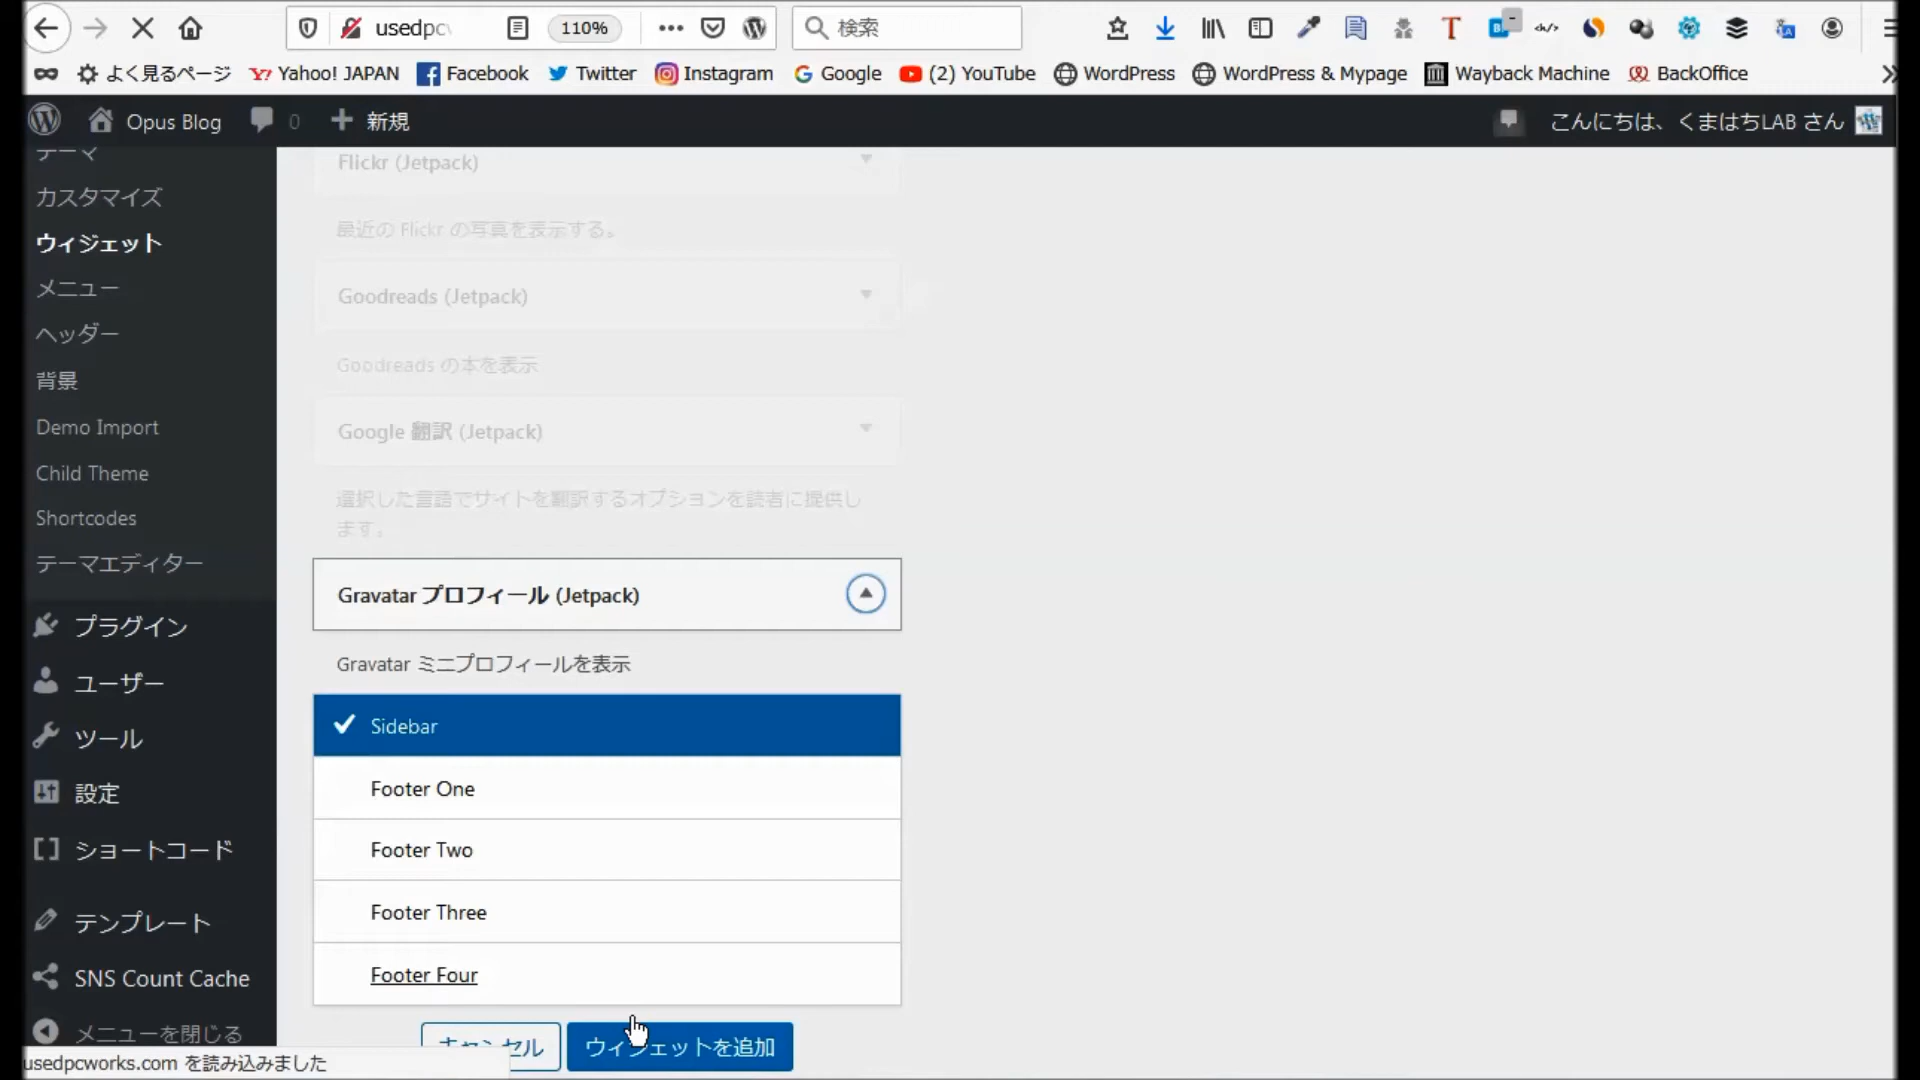 usedpc
110%
検索
よく見るページ
Yahoo! JAPAN
Facebook
Twitter
Instagram
Google
(2) YouTube
WordPress
WordPress & Mypage
Wayback Machine
BackOffice
Opus Blog
0
新規
こんにちは、くまはちLAB さん
テーマ
カスタマイズ
ウィジェット
メニュー
ヘッダー
背景
Demo Import
Child Theme
Shortcodes
テーマエディター
プラグイン
ユーザー
ツール
設定
ショートコード
テンプレート
SNS Count Cache
メニューを閉じる
usedpcworks.com を読み込みました
Flickr (Jetpack)
最近の Flickr の写真を表示する。
Goodreads (Jetpack)
Goodreads の本を表示
Google 翻訳 (Jetpack)
選択した言語でサイトを翻訳するオプションを読者に提供し
ます。
Gravatar プロフィール (Jetpack)
Gravatar ミニプロフィールを表示
Sidebar
Footer One
Footer Two
Footer Three
Footer Four
キャンセル
ウィジェットを追加